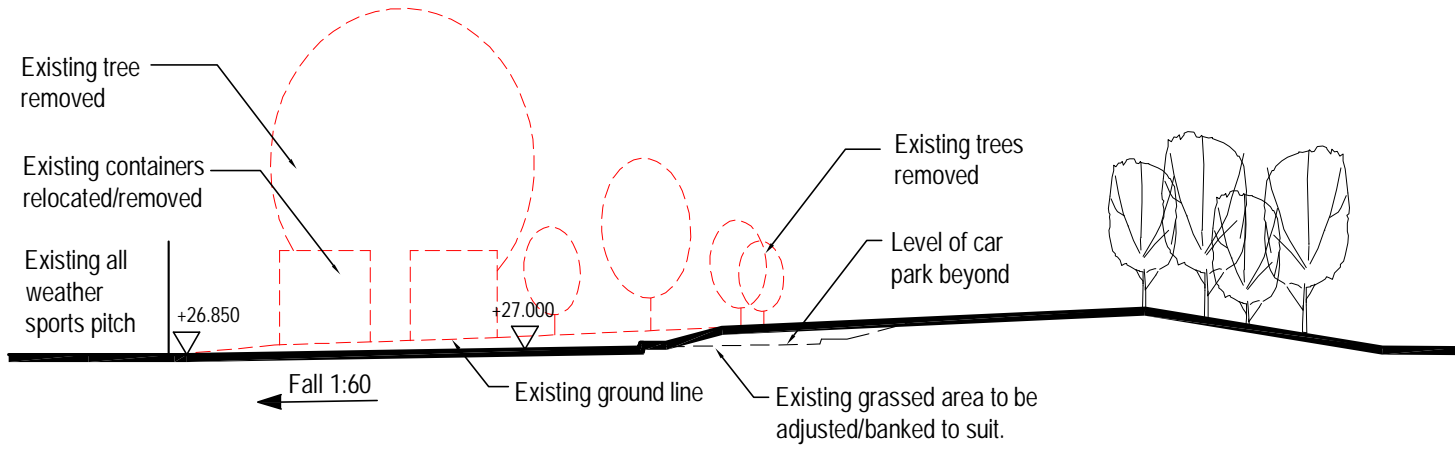 Existing tree
removed
Existing containers
relocated/removed
Existing all
weather
sports pitch
+26.850
+27.000
Existing trees
removed
Level of car
park beyond
Fall 1:60
Existing ground line
Existing grassed area to be
adjusted/banked to suit.